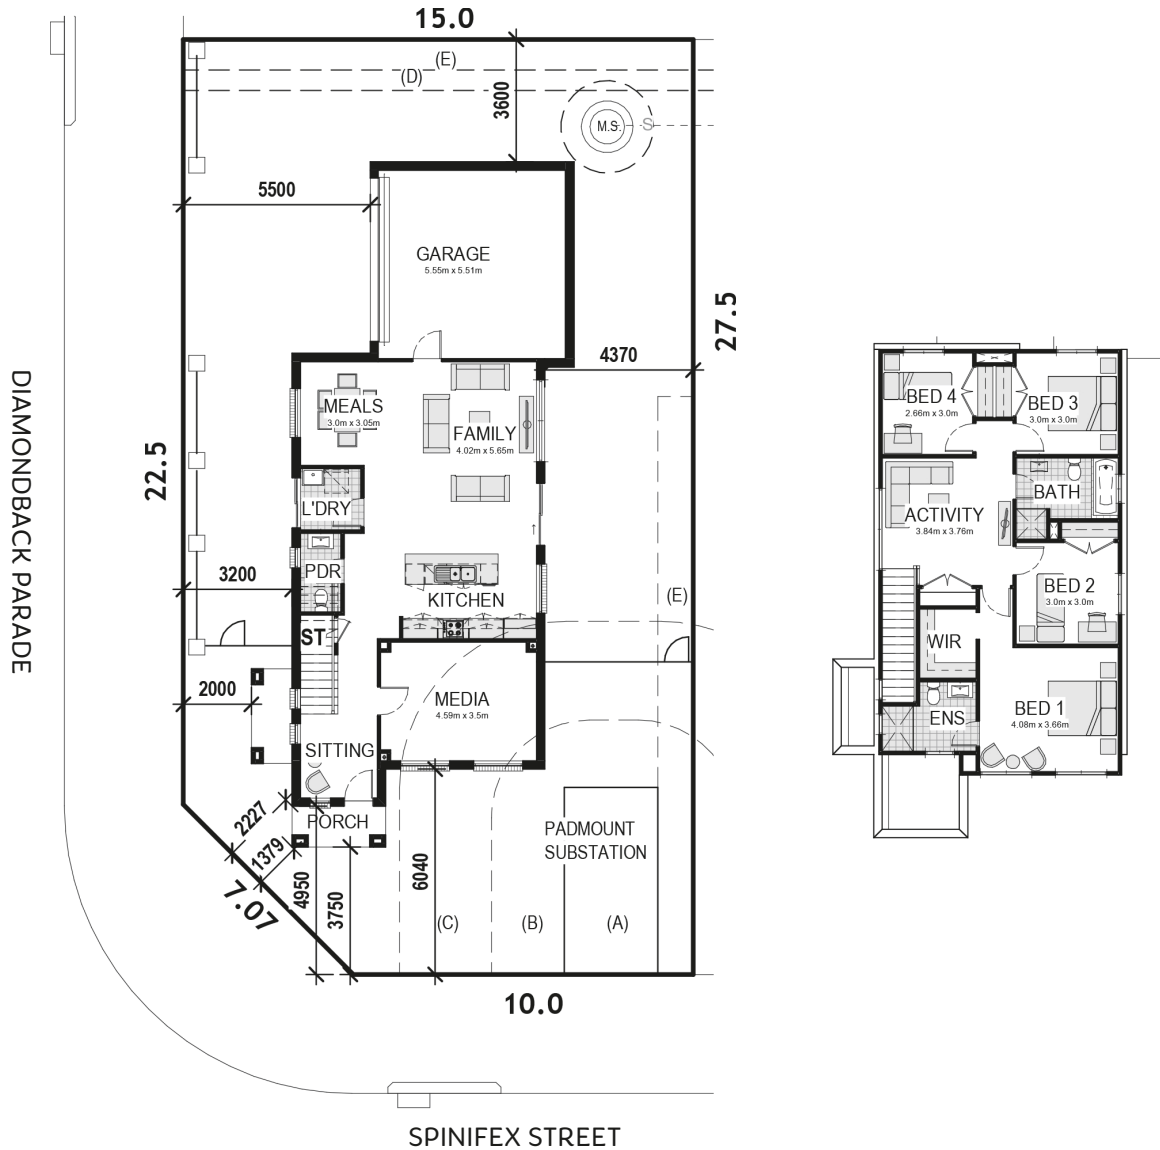 15.0
(E)
(D)
3600
M.S.
S
5500
GARAGE
5.55m x 5.51m
27.5
4370
DIAMONDBACK PARADE
22.5
MEALS
3.0m x 3.05m
FAMILY
4.02m x 5.65m
L'DRY
PDR
3200
KITCHEN
(E)
ST
2000
MEDIA
4.59m x 3.5m
SITTING
PORCH
2227
1379
7.07
4950
3750
6040
PADMOUNT
SUBSTATION
(C)
(B)
(A)
10.0
SPINIFEX STREET
BED 4
2.66m x 3.0m
BED 3
3.0m x 3.0m
BATH
ACTIVITY
3.84m x 3.76m
BED 2
3.0m x 3.0m
WIR
ENS
BED 1
4.08m x 3.66m